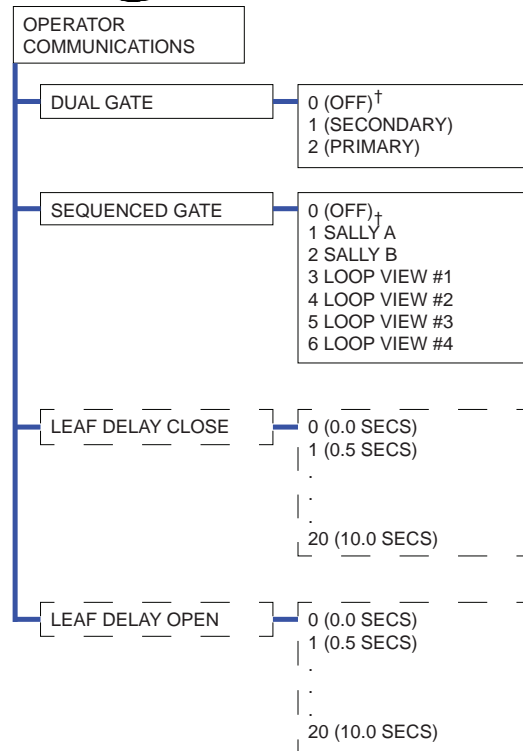 OPERATOR
COMMUNICATIONS
DUAL GATE
0 (OFF)†
1 (SECONDARY)
2 (PRIMARY)
SEQUENCED GATE
0 (OFF)†
1 SALLY A
2 SALLY B
3 LOOP VIEW #1
4 LOOP VIEW #2
5 LOOP VIEW #3
6 LOOP VIEW #4
LEAF DELAY CLOSE
0 (0.0 SECS)
1 (0.5 SECS)
.
.
.
20 (10.0 SECS)
LEAF DELAY OPEN
0 (0.0 SECS)
1 (0.5 SECS)
.
.
.
20 (10.0 SECS)